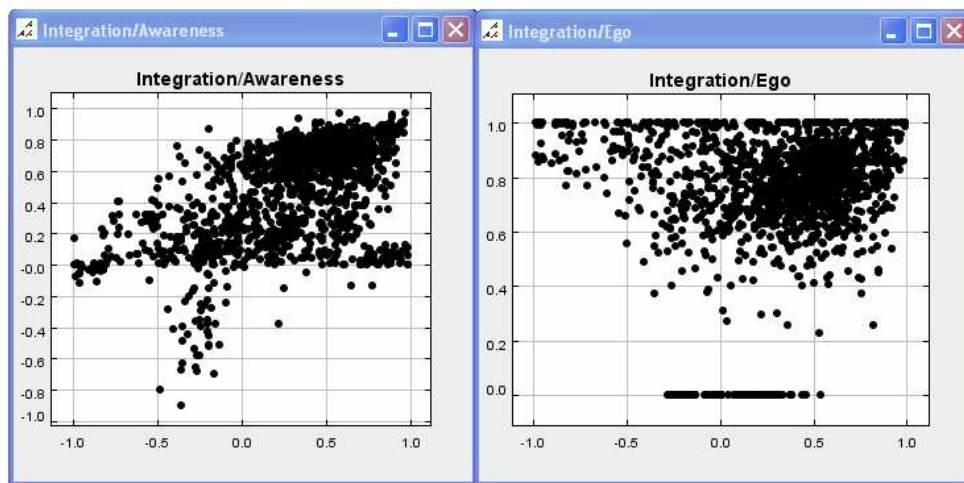 Integration/Awareness
Integration/Awareness
1.0
0.8
0.6
0.4
0.2
-0.0
-0.2
-0.4
-0.6
-0.8
-1.0
-1.0 -0.5 0.0 0.5 1.0
Integration/Ego
Integration/Ego
1.0
0.8
0.6
0.4
0.2
0.0
-1.0 -0.5 0.0 0.5 1.0